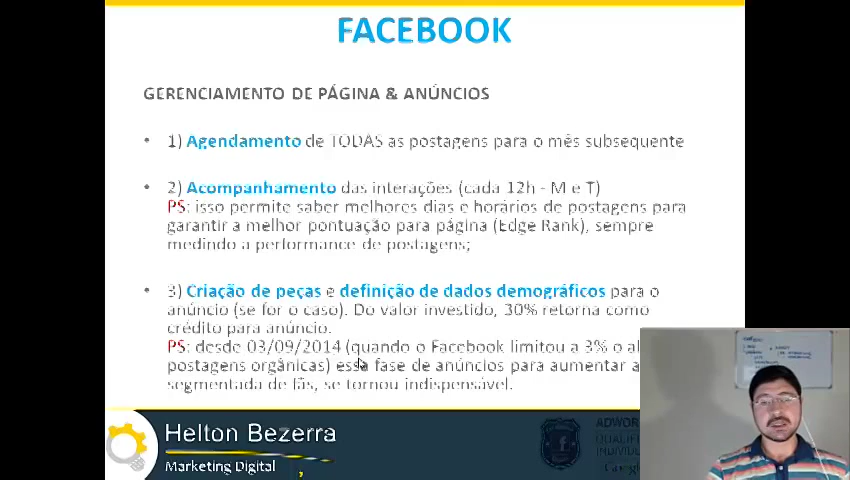 FACEBOOK
GERENCIAMENTO DE PÁGINA & ANÚNCIOS
• 1) Agendamento de TODAS as postagens para o mês subsequente
• 2) Acompanhamento das interações (cada 12h - M e T)
PS: isso permite saber melhores dias e horários de postagens para
garantir a melhor pontuação para página (Edge Rank), sempre
medindo a performance de postagens;
• 3) Criação de peças e definição de dados demográficos para o
anúncio (se for o caso). Do valor investido, 30% retorna como
crédito para anúncio.
PS: desde 03/09/2014 (quando o Facebook limitou a 3% o al
postagens orgânicas) essa fase de anúncios para aumentar a
segmentada de fãs, se tornou indispensável.
Helton Bezerra
Marketing Digital
ADWOR
QUALIF
INDIVID
Google